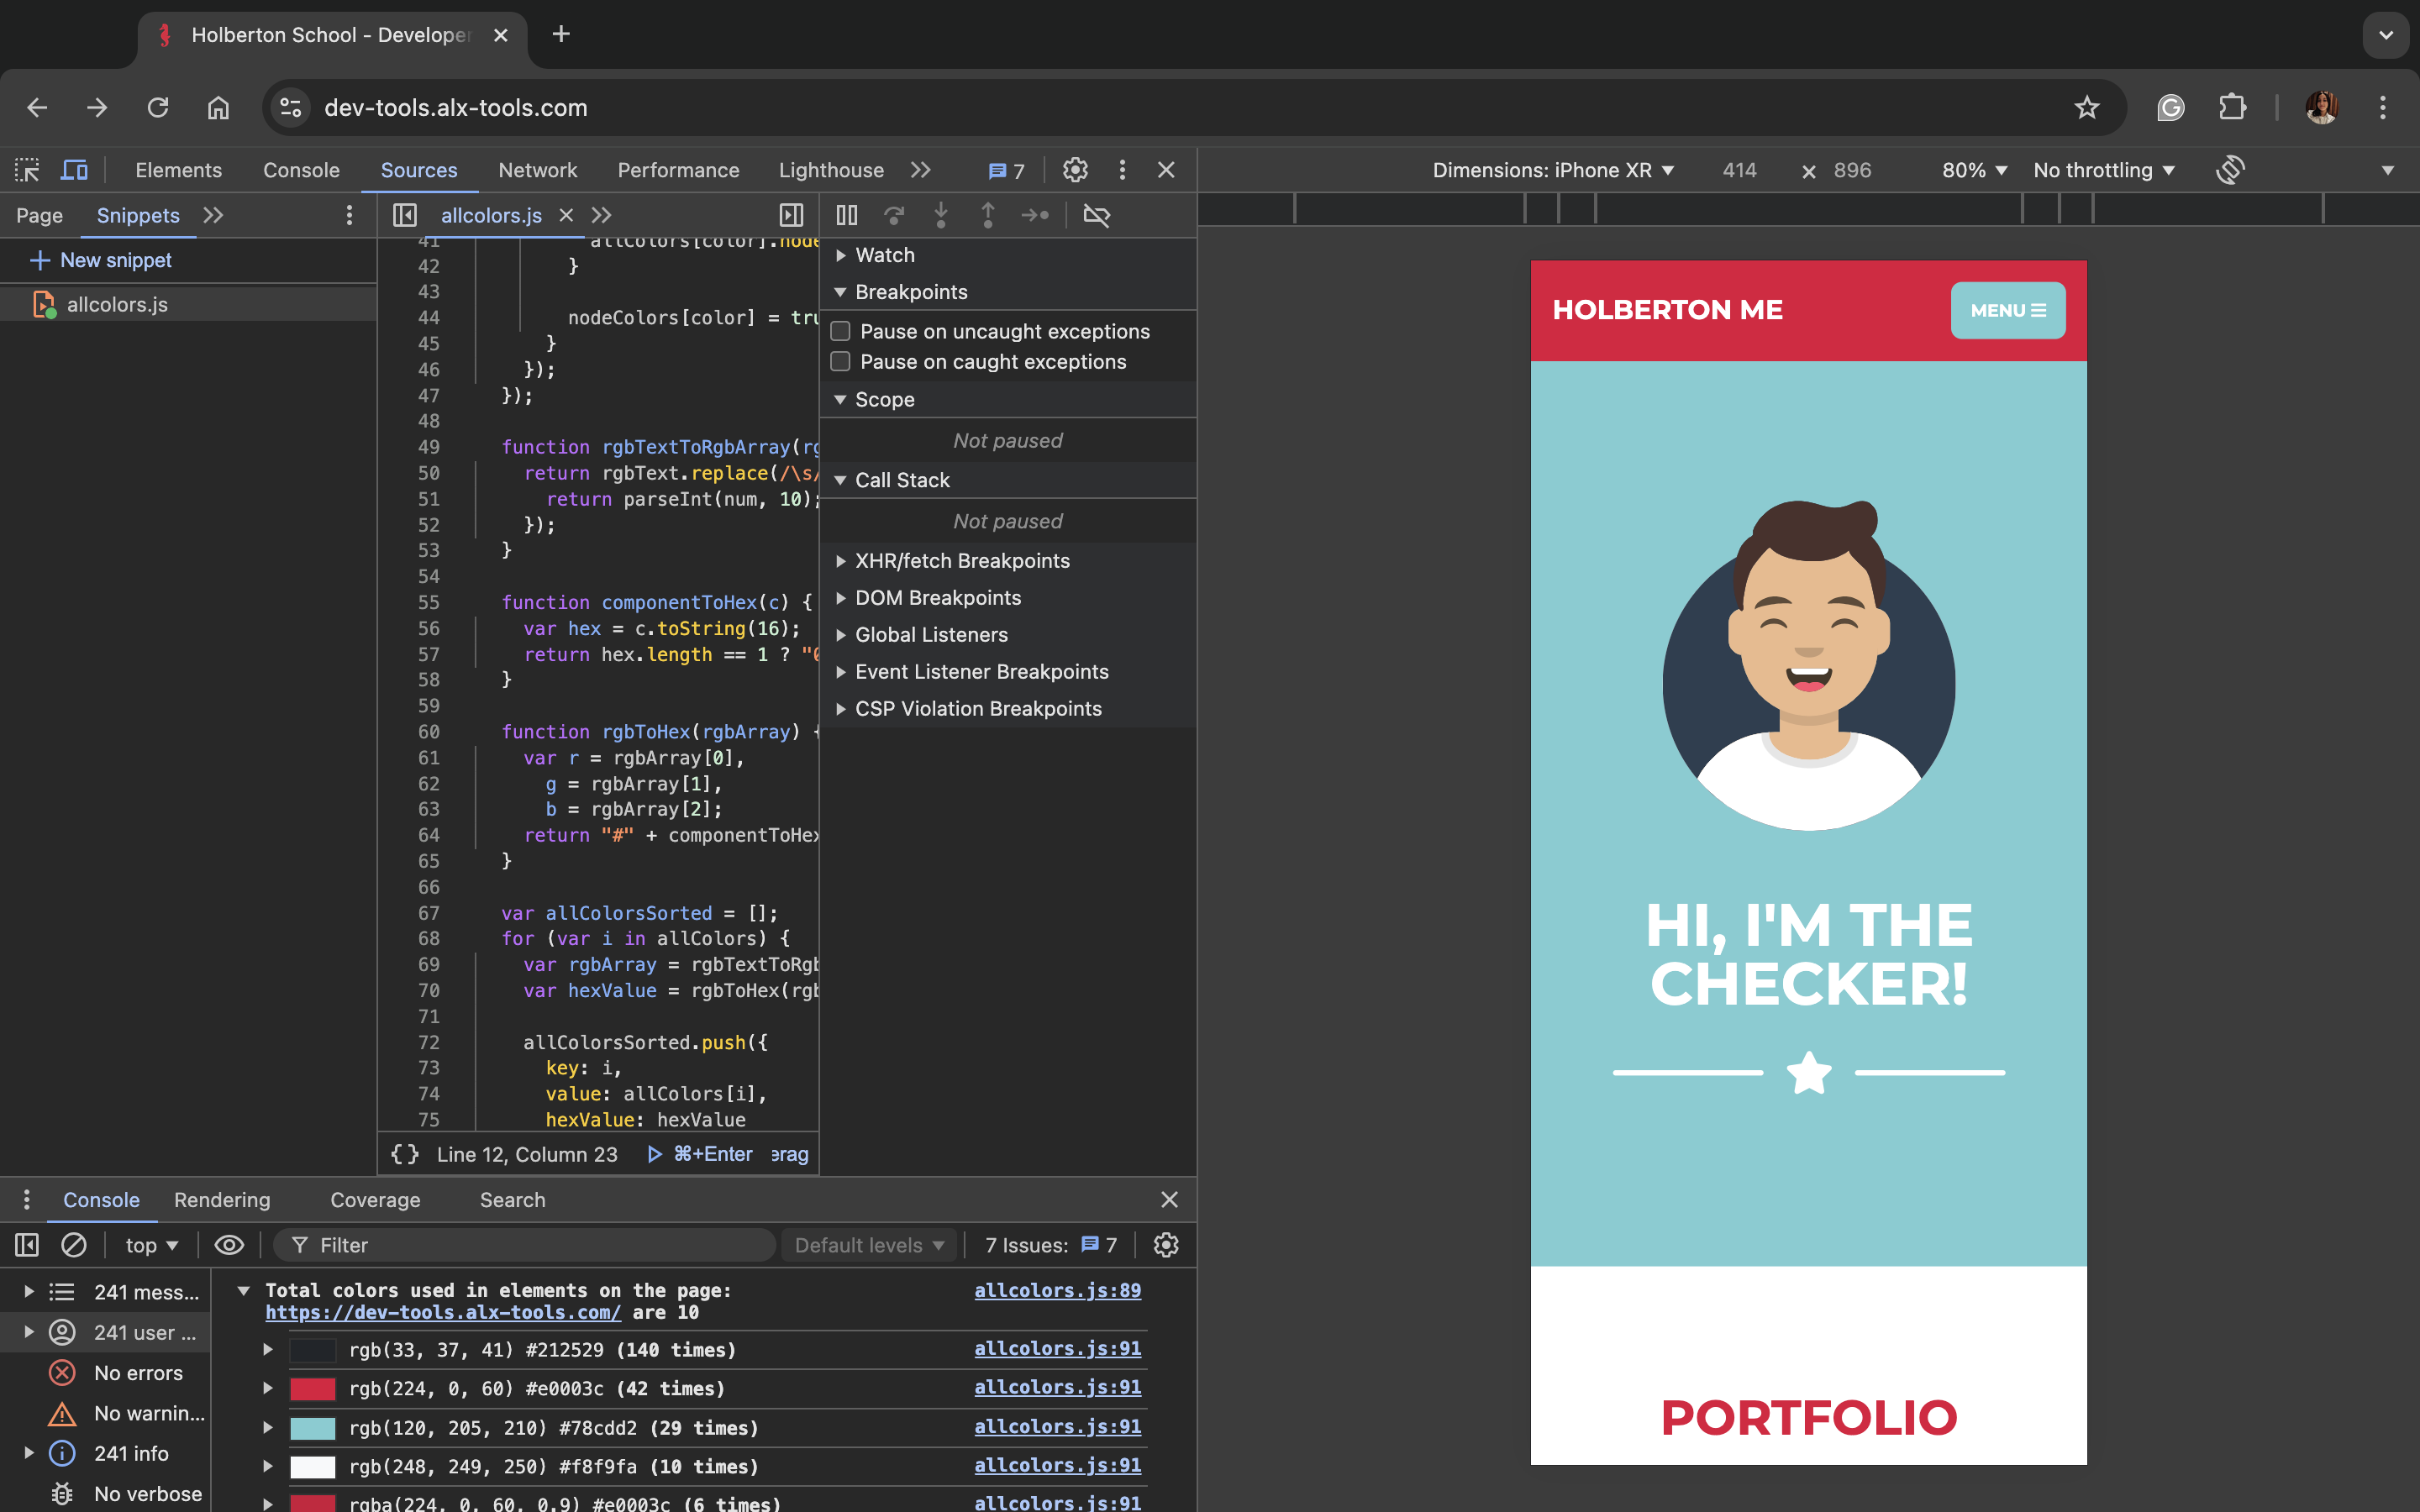 Holberton School - Developer
dev-tools.alx-tools.com
Elements Console Sources Network Performance Lighthouse 7
Dimensions: iPhone XR 414 × 896 80% No throttling
Page Snippets
allcolors.js
New snippet
allcolors.js
41 allColors[color].node
42 }
43
44 nodeColors[color] = tru
45 }
46 });
47 });
48
49 function rgbTextToRgbArray(rg
50 return rgbText.replace(/\s/
51 return parseInt(num, 10);
52 });
53 }
54
55 function componentToHex(c) {
56 var hex = c.toString(16);
57 return hex.length == 1 ? "0
58 }
59
60 function rgbToHex(rgbArray) {
61 var r = rgbArray[0],
62 g = rgbArray[1],
63 b = rgbArray[2];
64 return "#" + componentToHex
65 }
66
67 var allColorsSorted = [];
68 for (var i in allColors) {
69 var rgbArray = rgbTextToRgb
70 var hexValue = rgbToHex(rgb
71
72 allColorsSorted.push({
73 key: i,
74 value: allColors[i],
75 hexValue: hexValue
{ } Line 12, Column 23 ⌘+Enter erag
Watch
Breakpoints
Pause on uncaught exceptions
Pause on caught exceptions
Scope
Not paused
Call Stack
Not paused
XHR/fetch Breakpoints
DOM Breakpoints
Global Listeners
Event Listener Breakpoints
CSP Violation Breakpoints
Console Rendering Coverage Search
top Filter Default levels 7 Issues: 7
241 mess...
241 user ...
No errors
No warnin...
241 info
No verbose
Total colors used in elements on the page: allcolors.js:89
https://dev-tools.alx-tools.com/ are 10
rgb(33, 37, 41) #212529 (140 times) allcolors.js:91
rgb(224, 0, 60) #e0003c (42 times) allcolors.js:91
rgb(120, 205, 210) #78cdd2 (29 times) allcolors.js:91
rgb(248, 249, 250) #f8f9fa (10 times) allcolors.js:91
rgba(224, 0, 60, 0.9) #e0003c (6 times) allcolors.js:91
HOLBERTON ME
MENU
HI, I'M THE
CHECKER!
PORTFOLIO